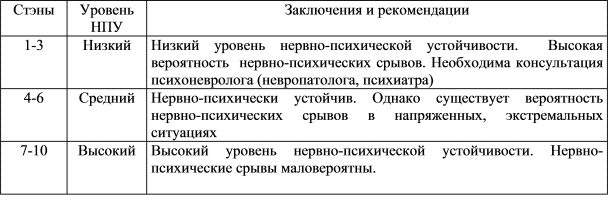 Стэны Уровень НПУ Заключения и рекомендации
1-3 Низкий Низкий уровень нервно-психической устойчивости. Высокая
вероятность нервно-психических срывов. Необходима консультация
психоневролога (невропатолога, психиатра)
4-6 Средний Нервно-психически устойчив. Однако существует вероятность
нервно-психических срывов в напряженных, экстремальных
ситуациях
7-10 Высокий Высокий уровень нервно-психической устойчивости. Нервно-
психические срывы маловероятны.